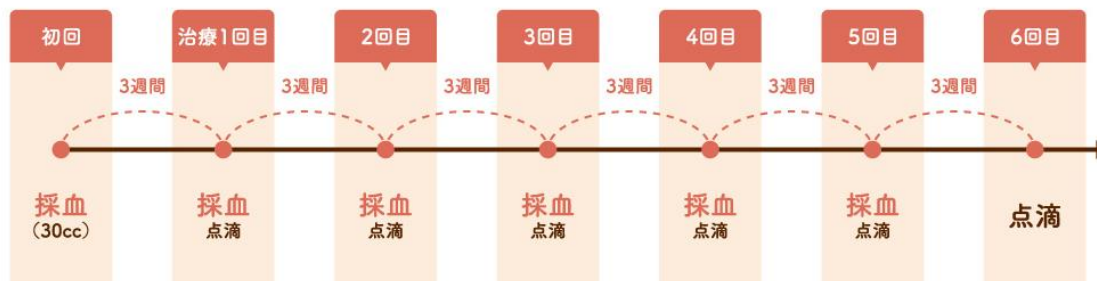 初回
治療1回目
2回目
3回目
4回目
5回目
6回目
3週間
3週間
3週間
3週間
3週間
3週間
採血
(30cc)
採血
点滴
採血
点滴
採血
点滴
採血
点滴
採血
点滴
点滴